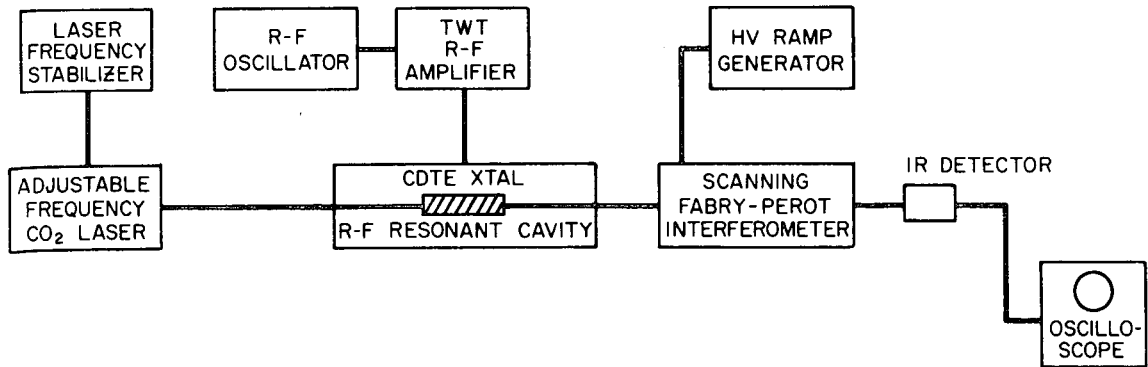 LASER
FREQUENCY
STABILIZER
R-F
OSCILLATOR
TWT
R-F
AMPLIFIER
HV RAMP
GENERATOR
ADJUSTABLE
FREQUENCY
CO₂ LASER
CDTE XTAL
R-F RESONANT CAVITY
SCANNING
FABRY-PEROT
INTERFEROMETER
IR DETECTOR
OSCILLO-
SCOPE